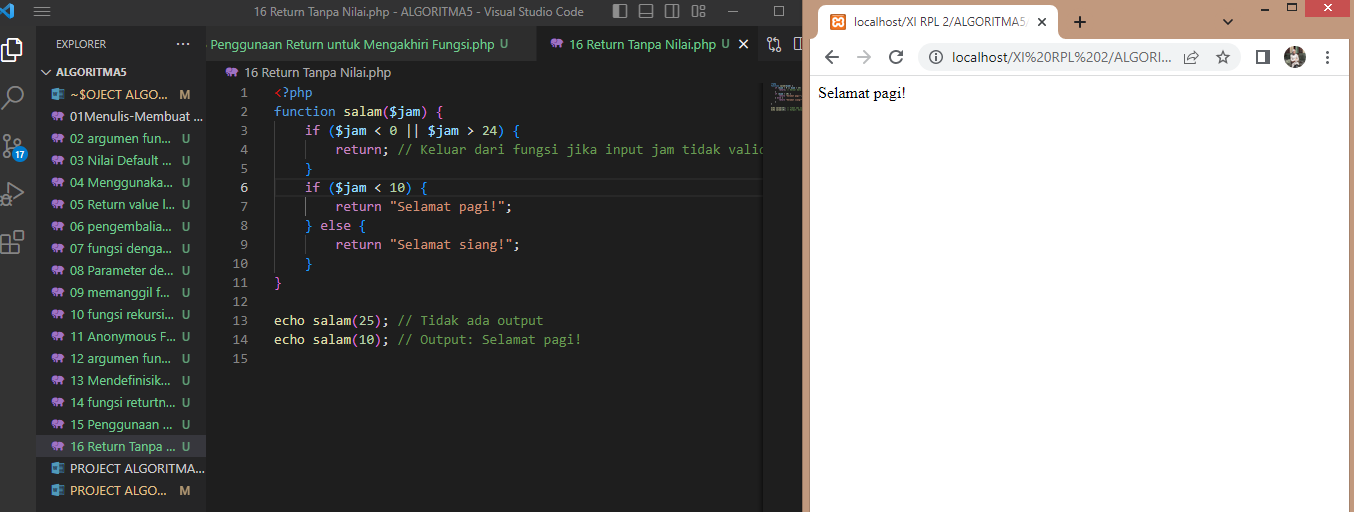 16 Return Tanpa Nilai.php - ALGORITMA5 - Visual Studio Code
EXPLORER
Penggunaan Return untuk Mengakhiri Fungsi.php U
16 Return Tanpa Nilai.php U
ALGORITMA5
~$OJECT ALGO... M
01Menulis-Membuat ...
02 argumen fun... U
03 Nilai Default ... U
04 Menggunaka... U
05 Return value l... U
06 pengembalia... U
07 fungsi denga... U
08 Parameter de... U
09 memanggil f... U
10 fungsi rekursi... U
11 Anonymous F... U
12 argumen fun... U
13 Mendefinisik... U
14 fungsi returtn... U
15 Penggunaan ... U
16 Return Tanpa ... U
PROJECT ALGORITMA...
PROJECT ALGO... M
17
16 Return Tanpa Nilai.php
1 <?php
2 function salam($jam) {
3 if ($jam < 0 || $jam > 24) {
4 return; // Keluar dari fungsi jika input jam tidak valid
5 }
6 if ($jam < 10) {
7 return "Selamat pagi!";
8 } else {
9 return "Selamat siang!";
10 }
11 }
12
13 echo salam(25); // Tidak ada output
14 echo salam(10); // Output: Selamat pagi!
15
localhost/XI RPL 2/ALGORITMA5
localhost/XI%20RPL%202/ALGORI...
Selamat pagi!